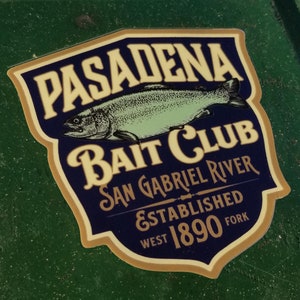 PASADENA
BAIT CLUB
SAN GABRIEL RIVER
ESTABLISHED
WEST 1890 FORK